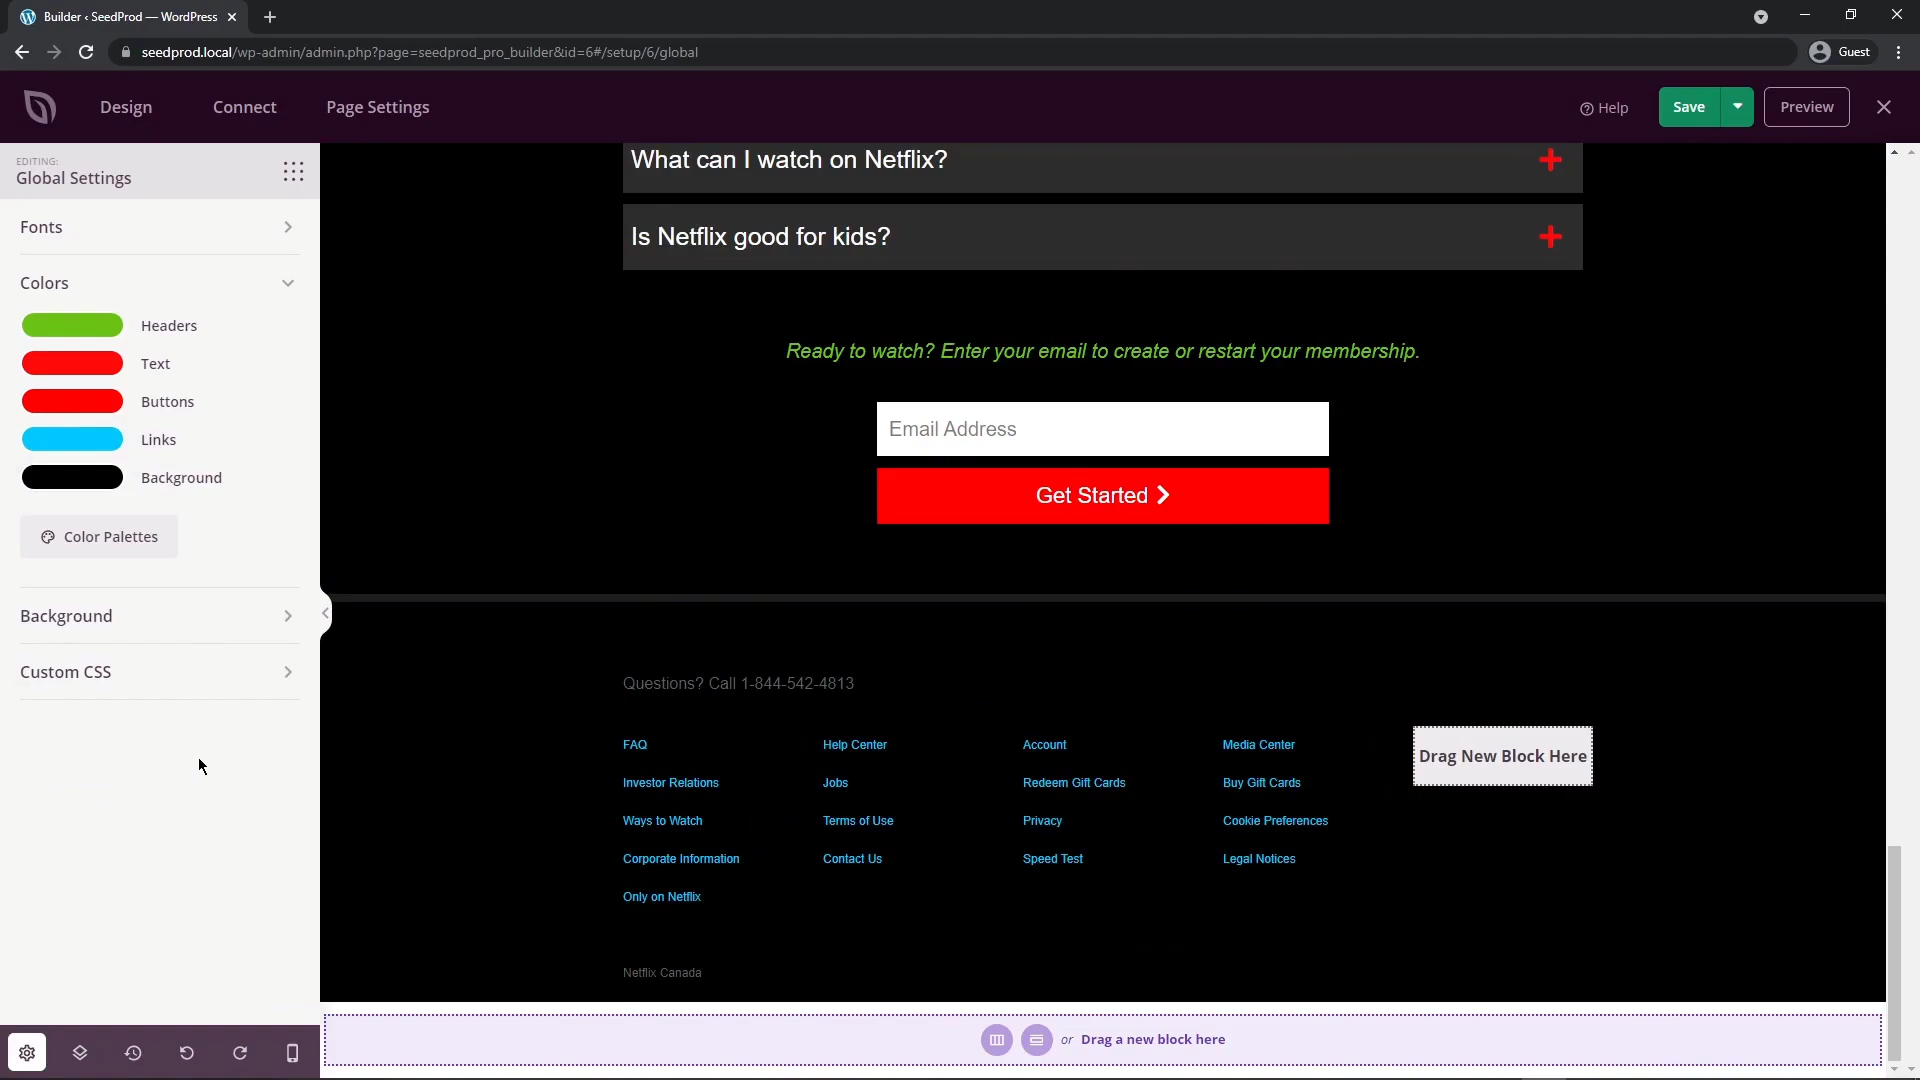 Builder ‹ SeedProd — WordPress
seedprod.local/wp-admin/admin.php?page=seedprod_pro_builder&id=6#/setup/6/global
Guest
Design
Connect
Page Settings
Help
Save
Preview
EDITING:
Global Settings
Fonts
Colors
Headers
Text
Buttons
Links
Background
Color Palettes
Background
Custom CSS
What can I watch on Netflix?
Is Netflix good for kids?
Ready to watch? Enter your email to create or restart your membership.
Email Address
Get Started
Questions? Call 1-844-542-4813
FAQ
Help Center
Account
Media Center
Drag New Block Here
Investor Relations
Jobs
Redeem Gift Cards
Buy Gift Cards
Ways to Watch
Terms of Use
Privacy
Cookie Preferences
Corporate Information
Contact Us
Speed Test
Legal Notices
Only on Netflix
Netflix Canada
or Drag a new block here